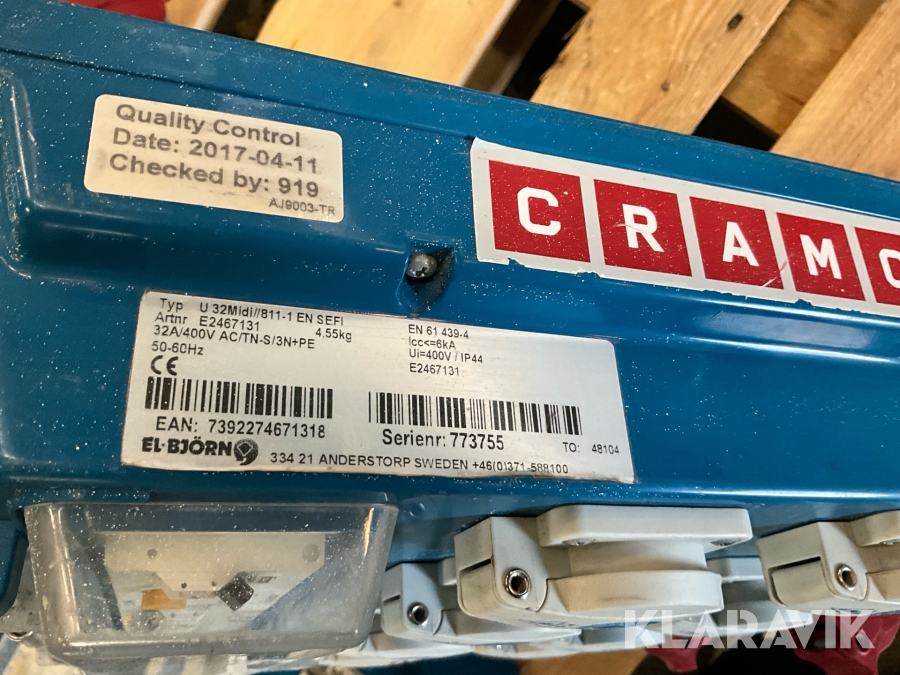 Quality Control
Date: 2017-04-11
Checked by: 919
AJ9003-TR
CRAMO
Typ U 32Midi//811-1 EN SEFI
Artnr E2467131 4.55kg
32A/400V AC/TN-S/3N+PE
50-60Hz
CE
EN 61 439-4
Icc<=6kA
Ui=400V / IP44
E2467131
EAN: 7392274671318
Serienr: 773755
TO: 48104
EL·BJÖRN
334 21 ANDERSTORP SWEDEN +46(0)371-588100
KLARAVIK